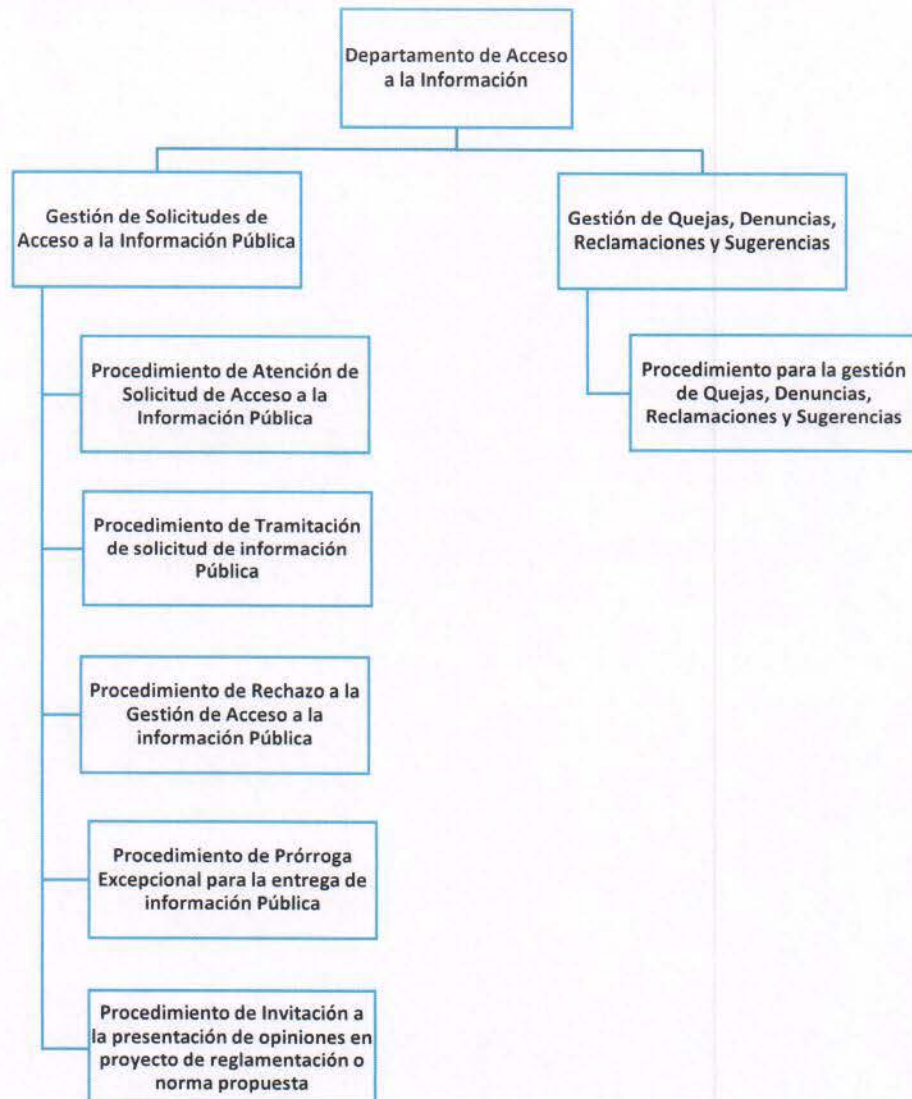 Departamento de Acceso
a la Información
Gestión de Solicitudes de
Acceso a la Información Pública
Procedimiento de Atención de
Solicitud de Acceso a la
Información Pública
Procedimiento de Tramitación
de solicitud de información
Pública
Procedimiento de Rechazo a la
Gestión de Acceso a la
información Pública
Procedimiento de Prórroga
Excepcional para la entrega de
información Pública
Procedimiento de Invitación a
la presentación de opiniones en
proyecto de reglamentación o
norma propuesta
Gestión de Quejas, Denuncias,
Reclamaciones y Sugerencias
Procedimiento para la gestión
de Quejas, Denuncias,
Reclamaciones y Sugerencias